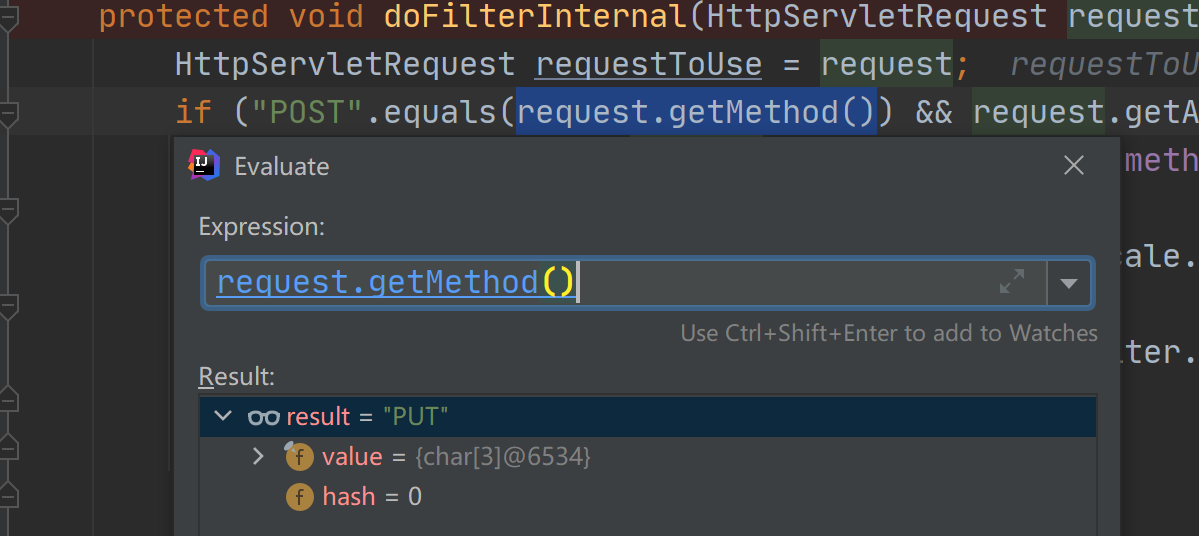 protected void doFilterInternal(HttpServletRequest request
HttpServletRequest requestToUse = request; requestToU
if ("POST".equals(request.getMethod()) && request.getA
meth
IJ Evaluate
Expression:
ale.
request.getMethod()
Use Ctrl+Shift+Enter to add to Watches
ter.
Result:
result = "PUT"
f value = {char[3]@6534}
f hash = 0